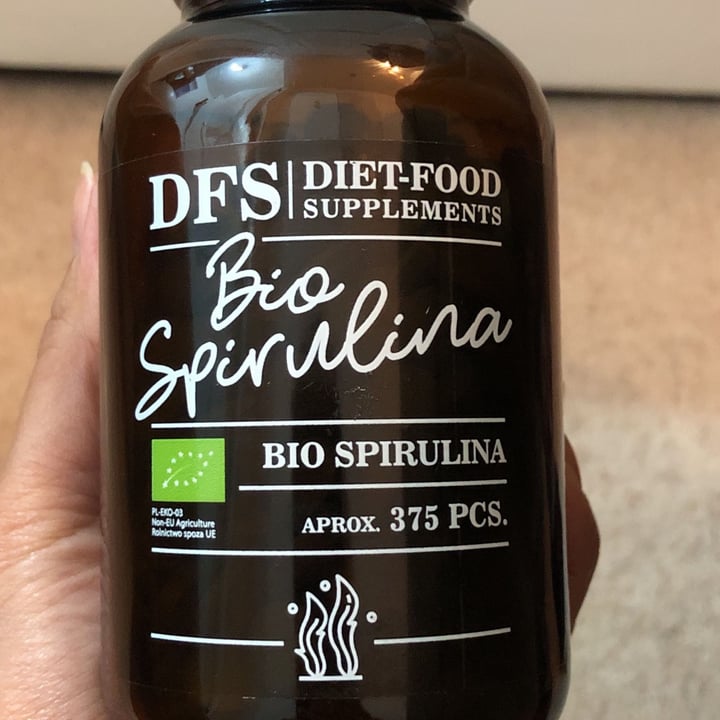 DFS DIET-FOOD
SUPPLEMENTS
Bio
Spirulina
BIO SPIRULINA
APROX. 375 PCS.
PL-EKO-03
Non-EU Agriculture
Rolnictwo spoza UE